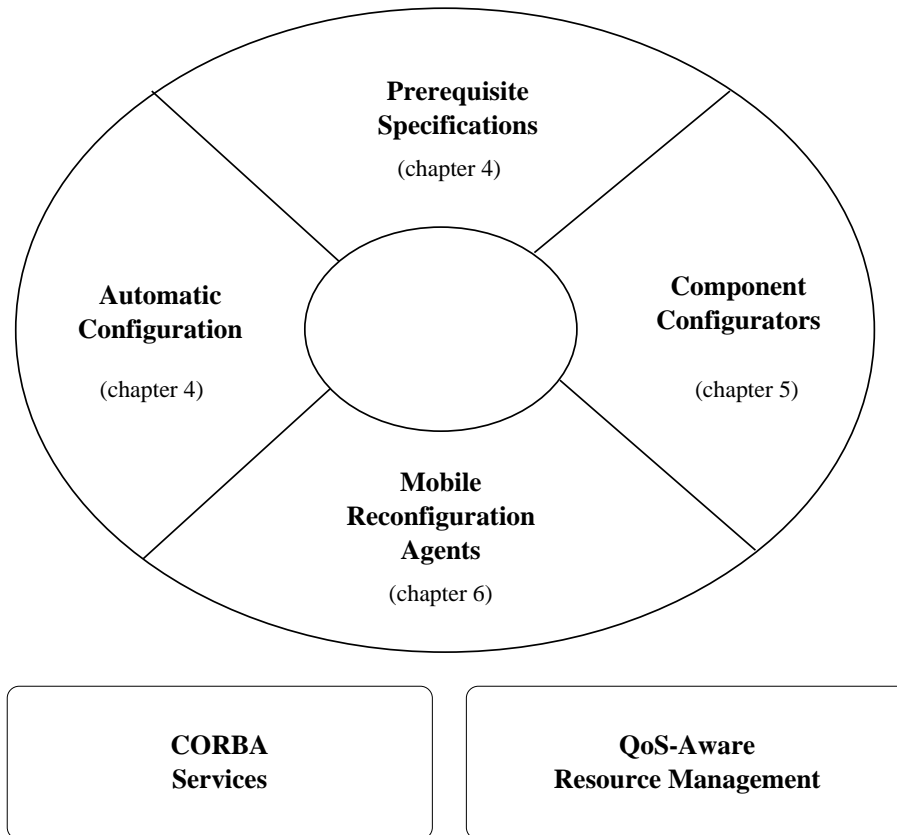 Prerequisite
Specifications
(chapter 4)
Automatic
Configuration
(chapter 4)
Component
Configurators
(chapter 5)
Mobile
Reconfiguration
Agents
(chapter 6)
CORBA
Services
QoS-Aware
Resource Management